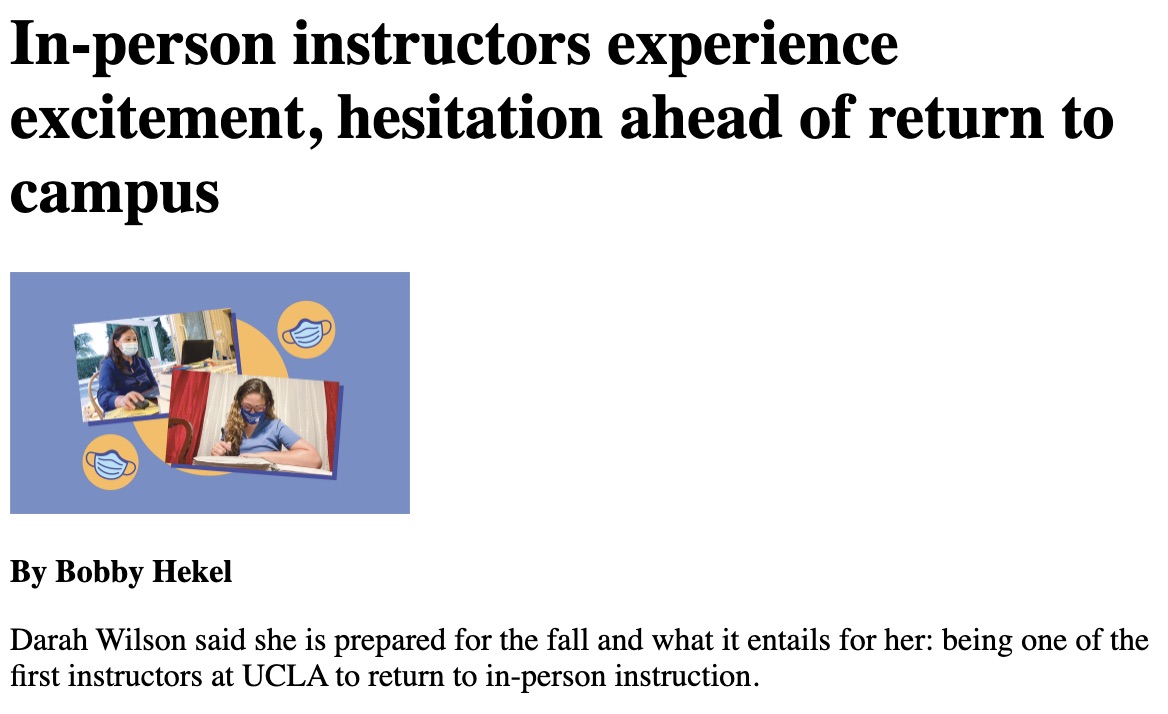 In-person instructors experience
excitement, hesitation ahead of return to
campus
By Bobby Hekel
Darah Wilson said she is prepared for the fall and what it entails for her: being one of the
first instructors at UCLA to return to in-person instruction.